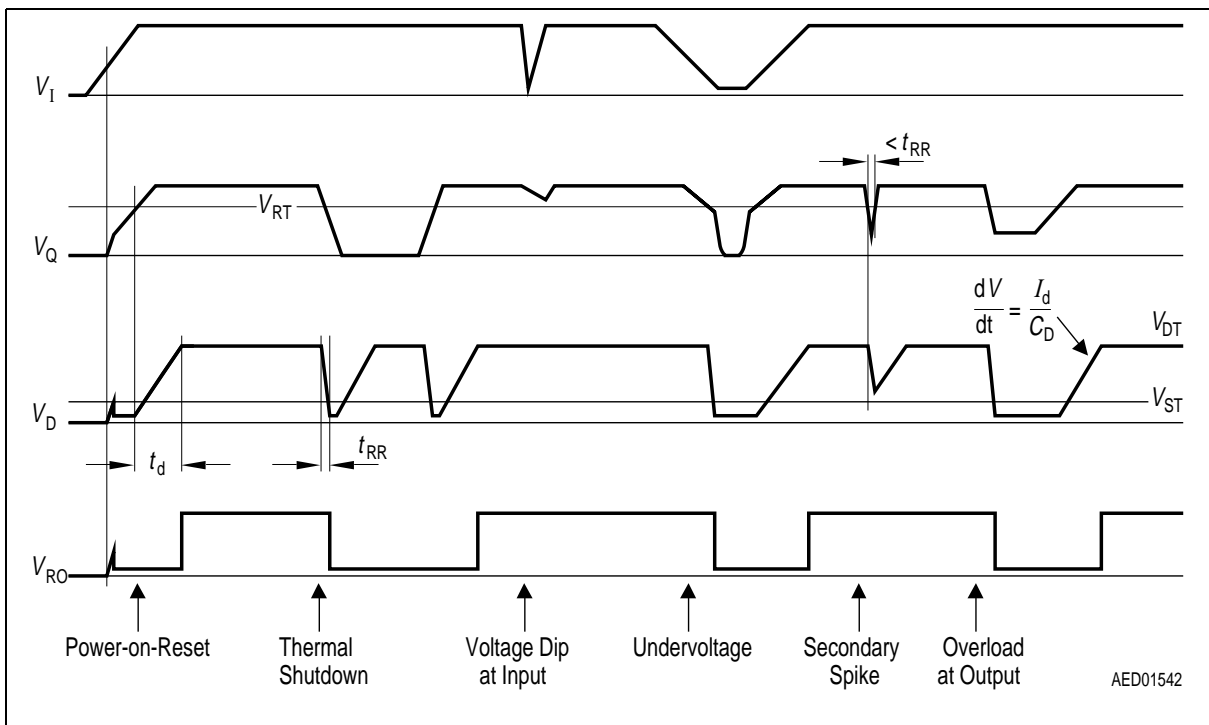 V_I
< t_RR
V_RT
V_Q
dV/dt = I_d/C_D
V_DT
V_D
V_ST
t_d
t_RR
V_RO
Power-on-Reset
Thermal
Shutdown
Voltage Dip
at Input
Undervoltage
Secondary
Spike
Overload
at Output
AED01542